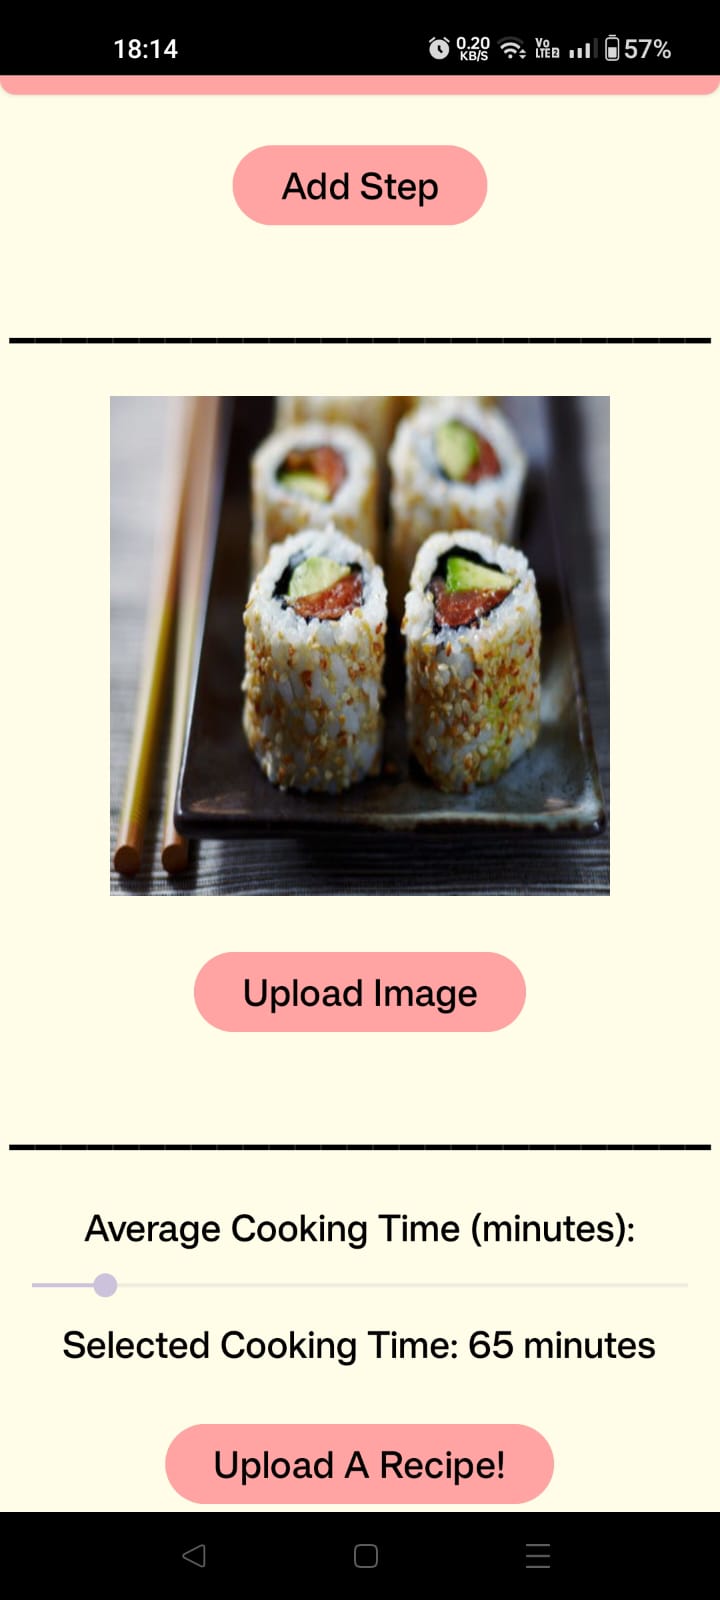 18:14
0.20
KB/S
Vo
LTE2
57%
Add Step
Upload Image
Average Cooking Time (minutes):
Selected Cooking Time: 65 minutes
Upload A Recipe!